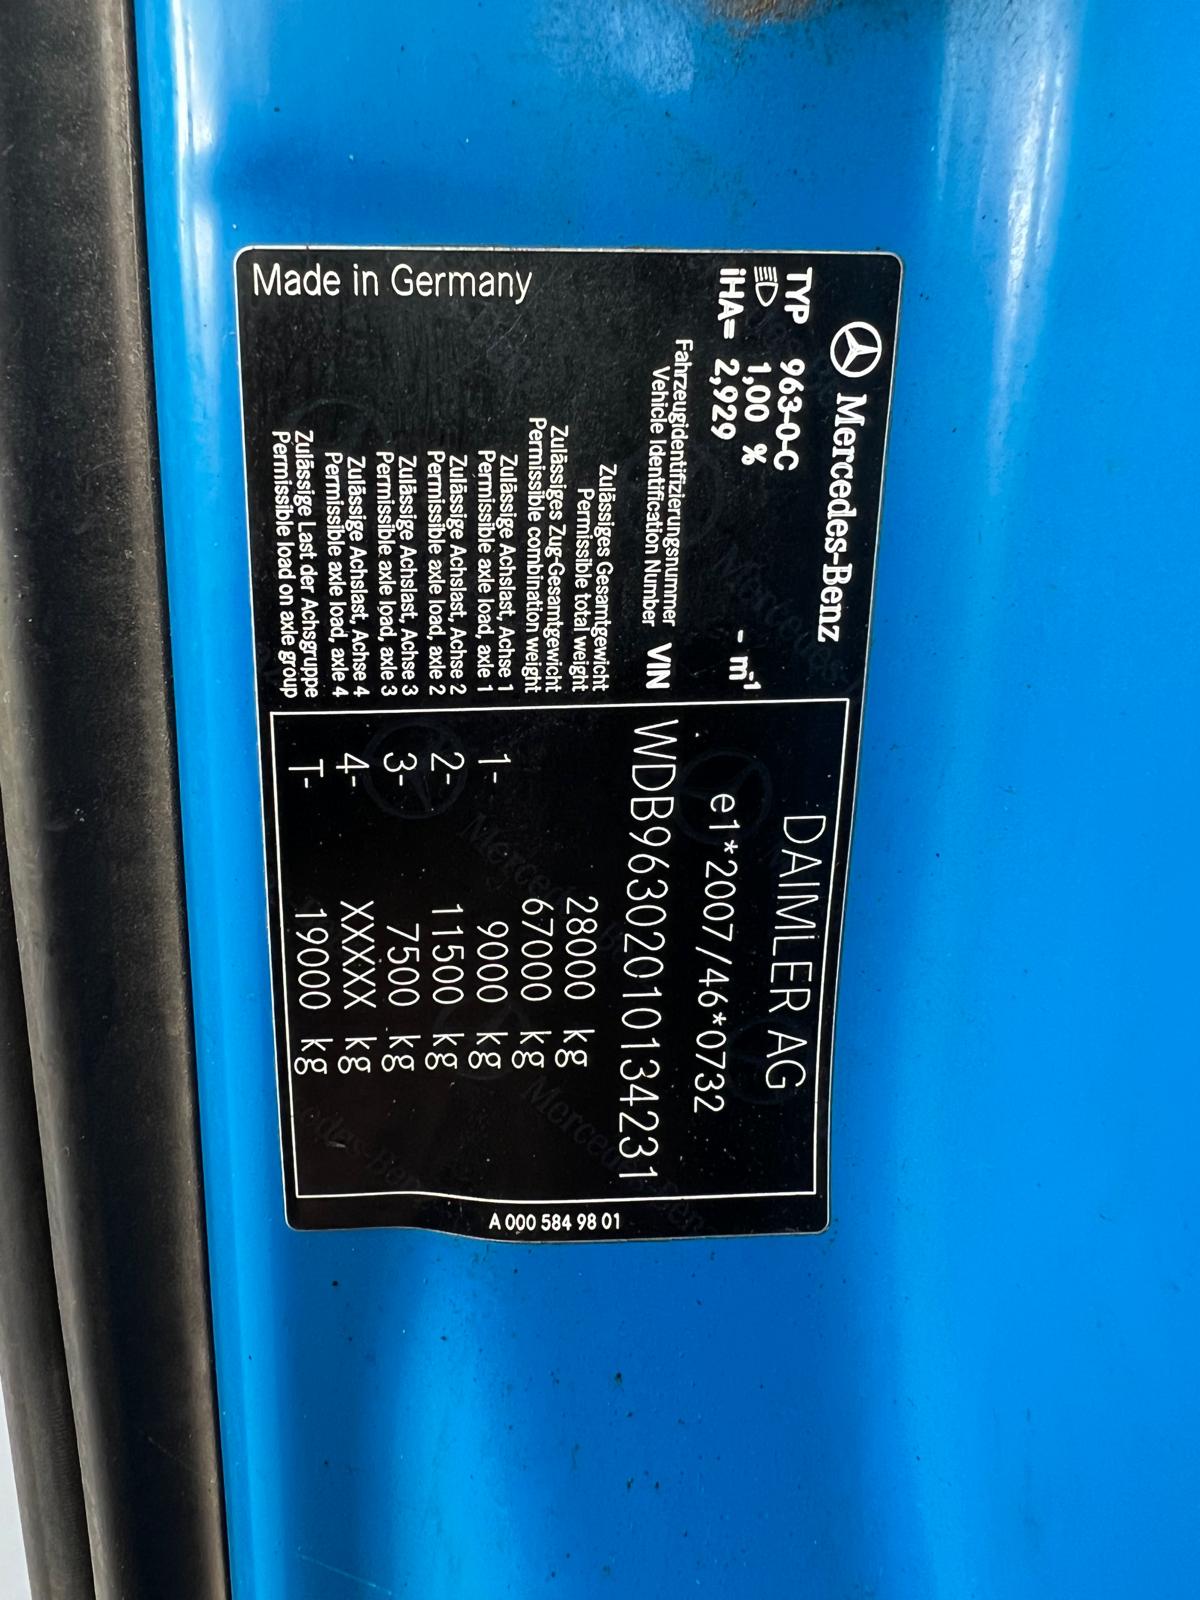 Mercedes-Benz
TYP 963-0-C
1,00 % - m⁻¹
iHA= 2,929
DAIMLER AG
e1*2007/46*0732
Fahrzeugidentifizierungsnummer
Vehicle Identification Number VIN WDB96302010134231
Zulässiges Gesamtgewicht
Permissible total weight 28000 kg
Zulässiges Zug-Gesamtgewicht
Permissible combination weight 67000 kg
Zulässige Achslast, Achse 1
Permissible axle load, axle 1 1- 9000 kg
Zulässige Achslast, Achse 2
Permissible axle load, axle 2 2- 11500 kg
Zulässige Achslast, Achse 3
Permissible axle load, axle 3 3- 7500 kg
Zulässige Achslast, Achse 4
Permissible axle load, axle 4 4- XXXXX kg
Zulässige Last der Achsgruppe
Permissible load on axle group T- 19000 kg
Made in Germany
A 000 584 98 01